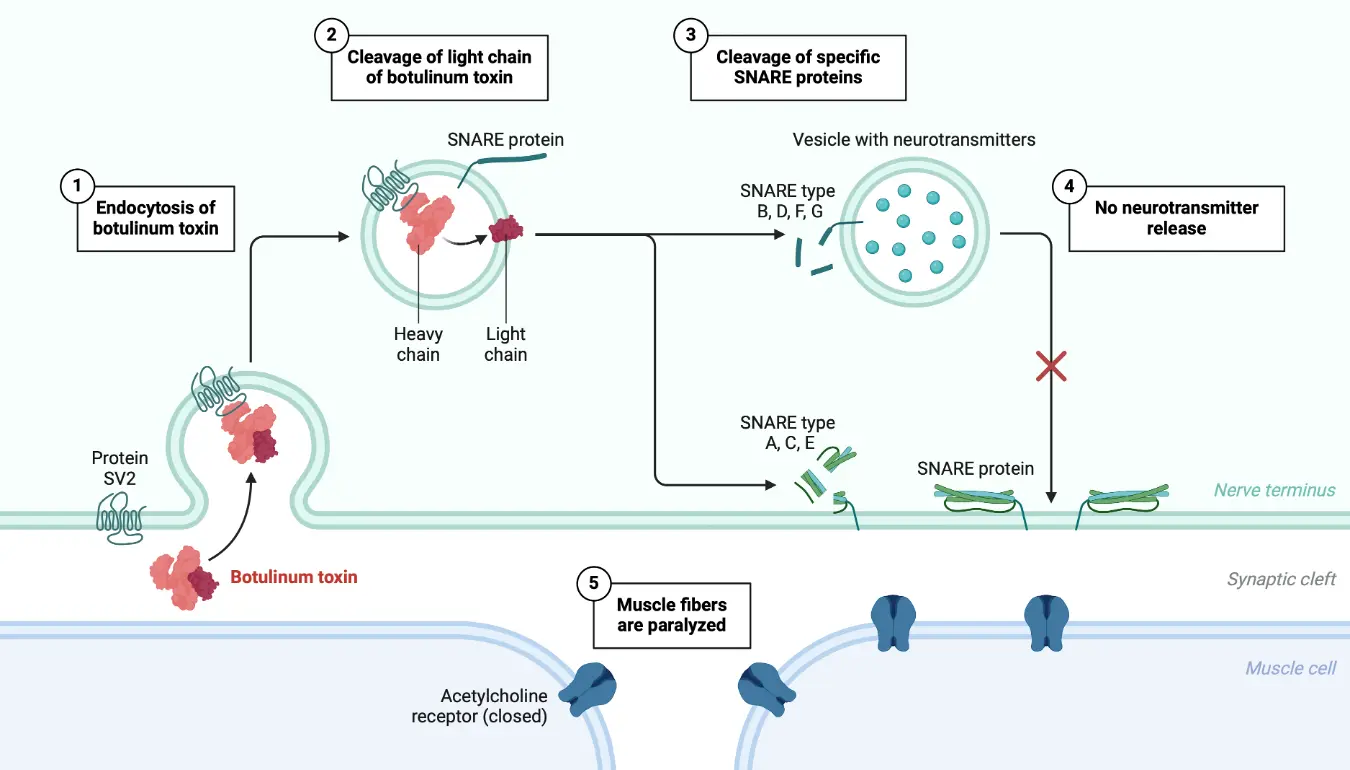 1
Endocytosis of
botulinum toxin
2
Cleavage of light chain
of botulinum toxin
3
Cleavage of specific
SNARE proteins
4
No neurotransmitter
release
SNARE protein
Heavy
chain
Light
chain
Vesicle with neurotransmitters
SNARE type
B, D, F, G
SNARE type
A, C, E
SNARE protein
Protein
SV2
Botulinum toxin
Nerve terminus
Synaptic cleft
5
Muscle fibers
are paralyzed
Acetylcholine
receptor (closed)
Muscle cell